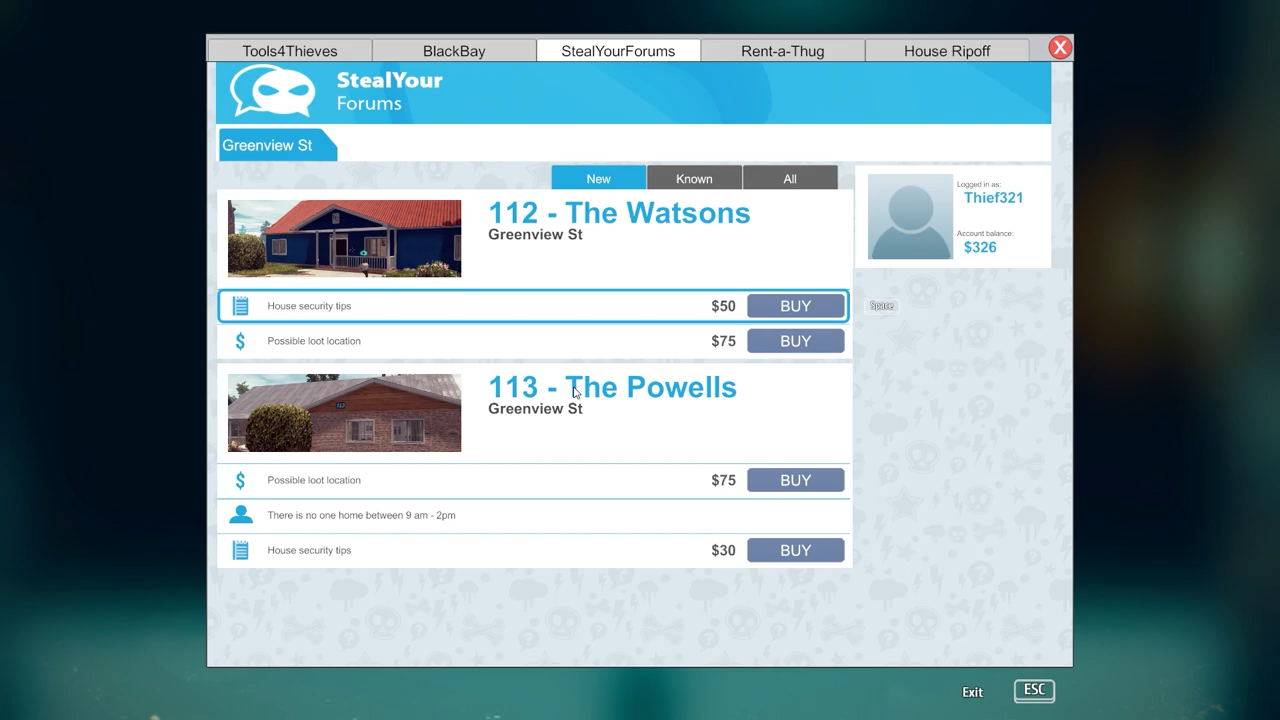 Tools4Thieves
BlackBay
StealYourForums
Rent-a-Thug
House Ripoff
X
StealYour
Forums
Greenview St
New
Known
All
Logged in as:
Thief321
Account balance:
$326
112 - The Watsons
Greenview St
House security tips
$50
BUY
Space
Possible loot location
$75
BUY
113 - The Powells
Greenview St
113
Possible loot location
$75
BUY
There is no one home between 9 am - 2pm
House security tips
$30
BUY
Exit
ESC